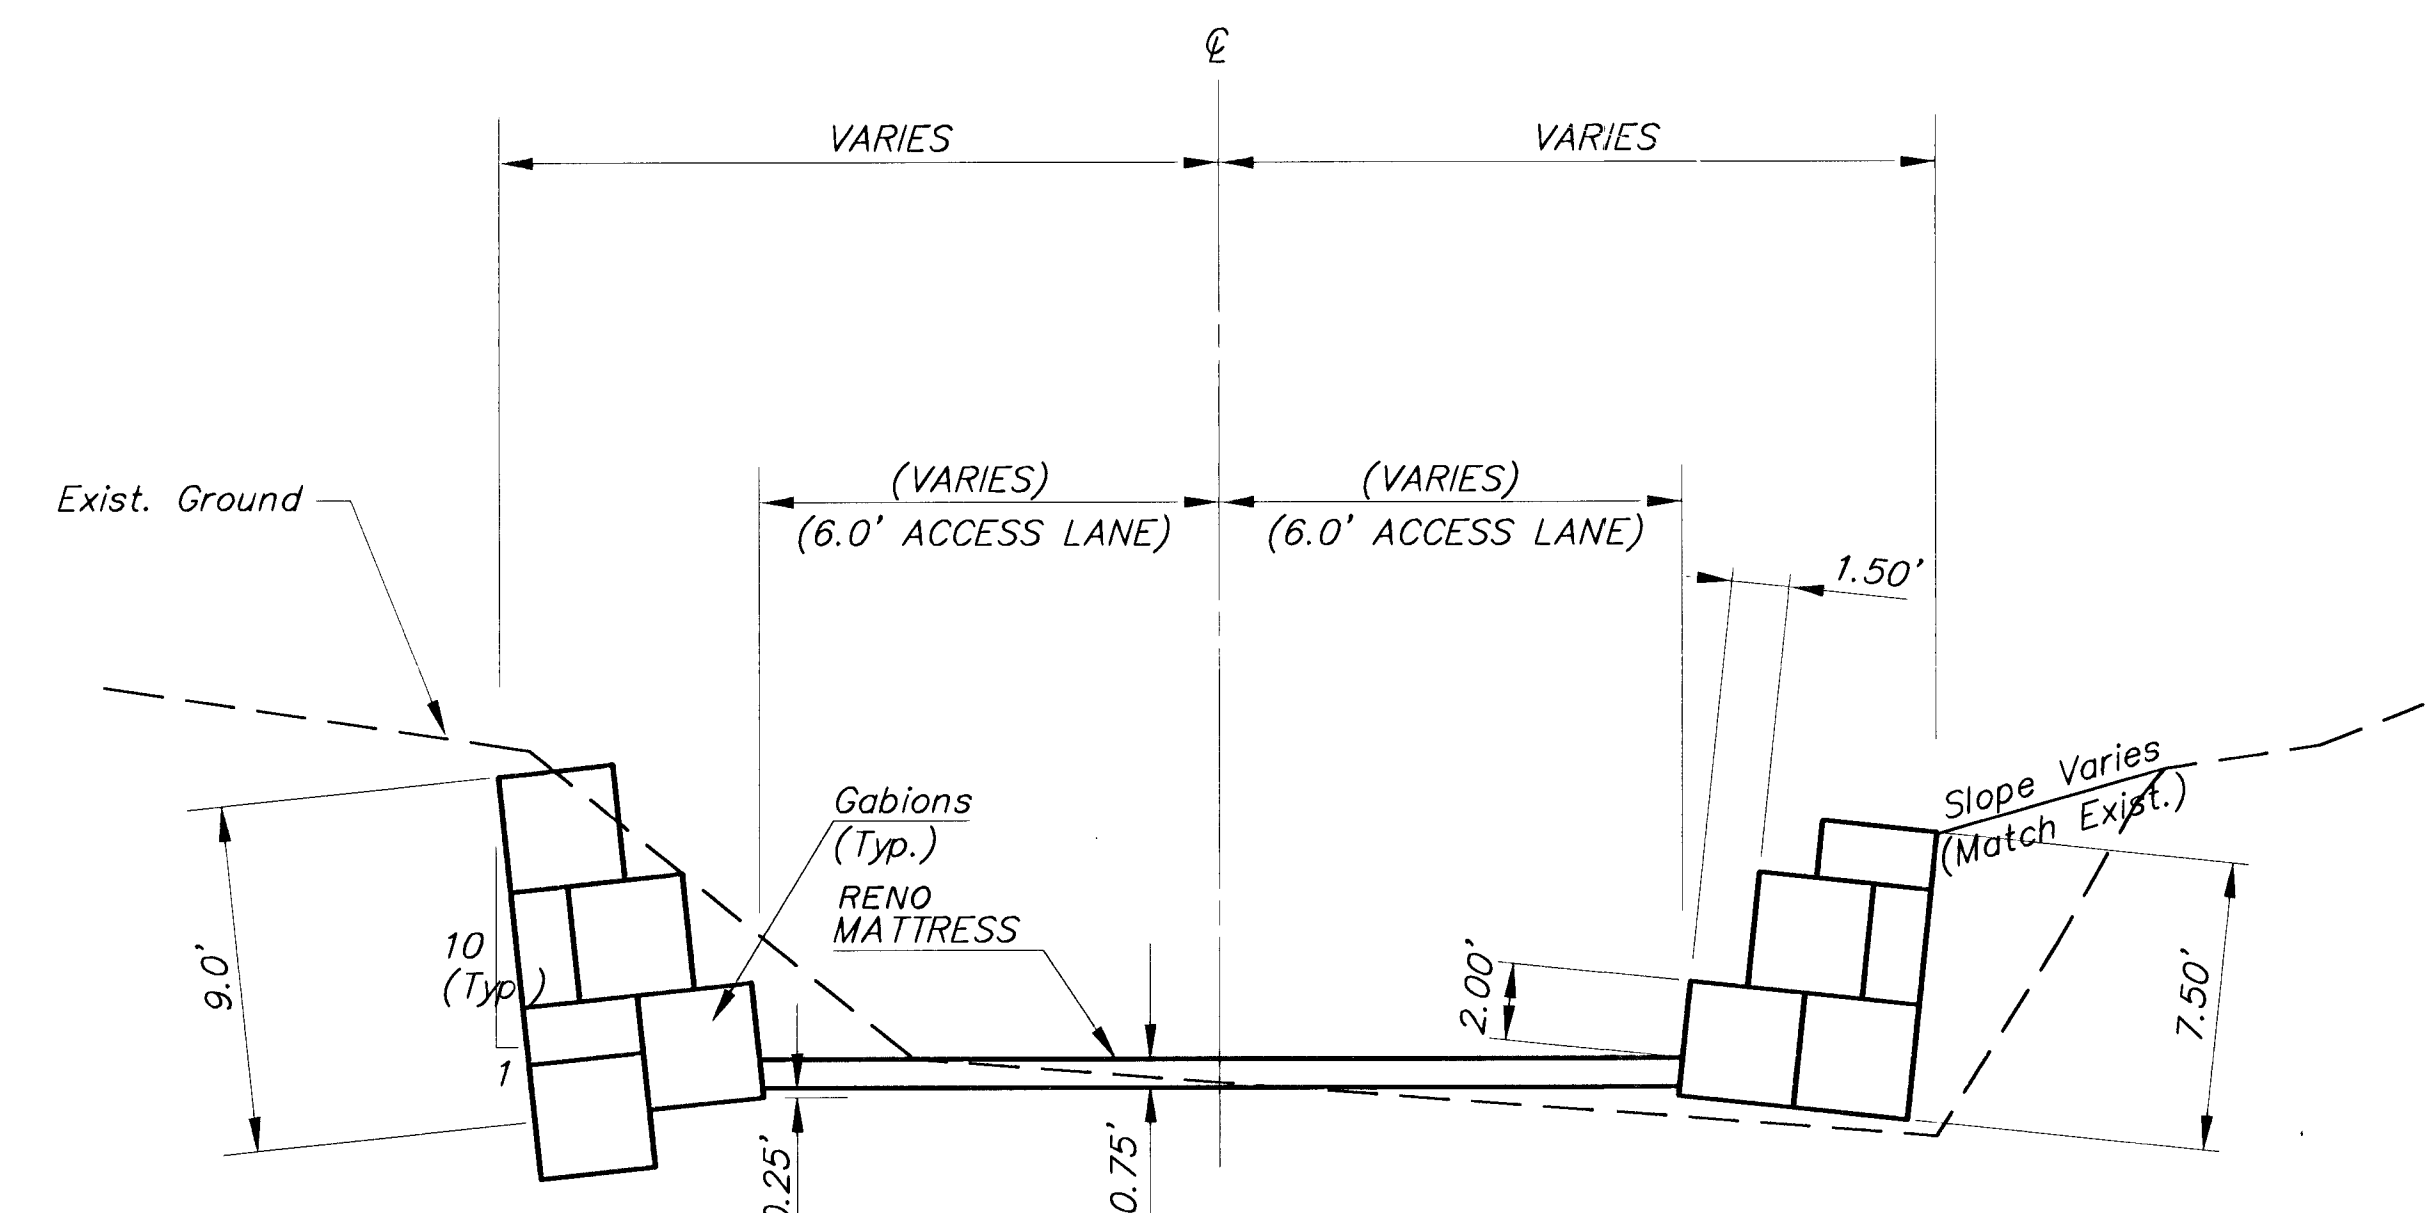 ℄
VARIES
VARIES
(VARIES)
(6.0' ACCESS LANE)
(VARIES)
(6.0' ACCESS LANE)
Exist. Ground
1.50'
Slope Varies
(Match Exist.)
Gabions
(Typ.)
RENO
MATTRESS
10
(Typ.)
1
9.0'
2.00'
7.50'
0.25'
0.75'